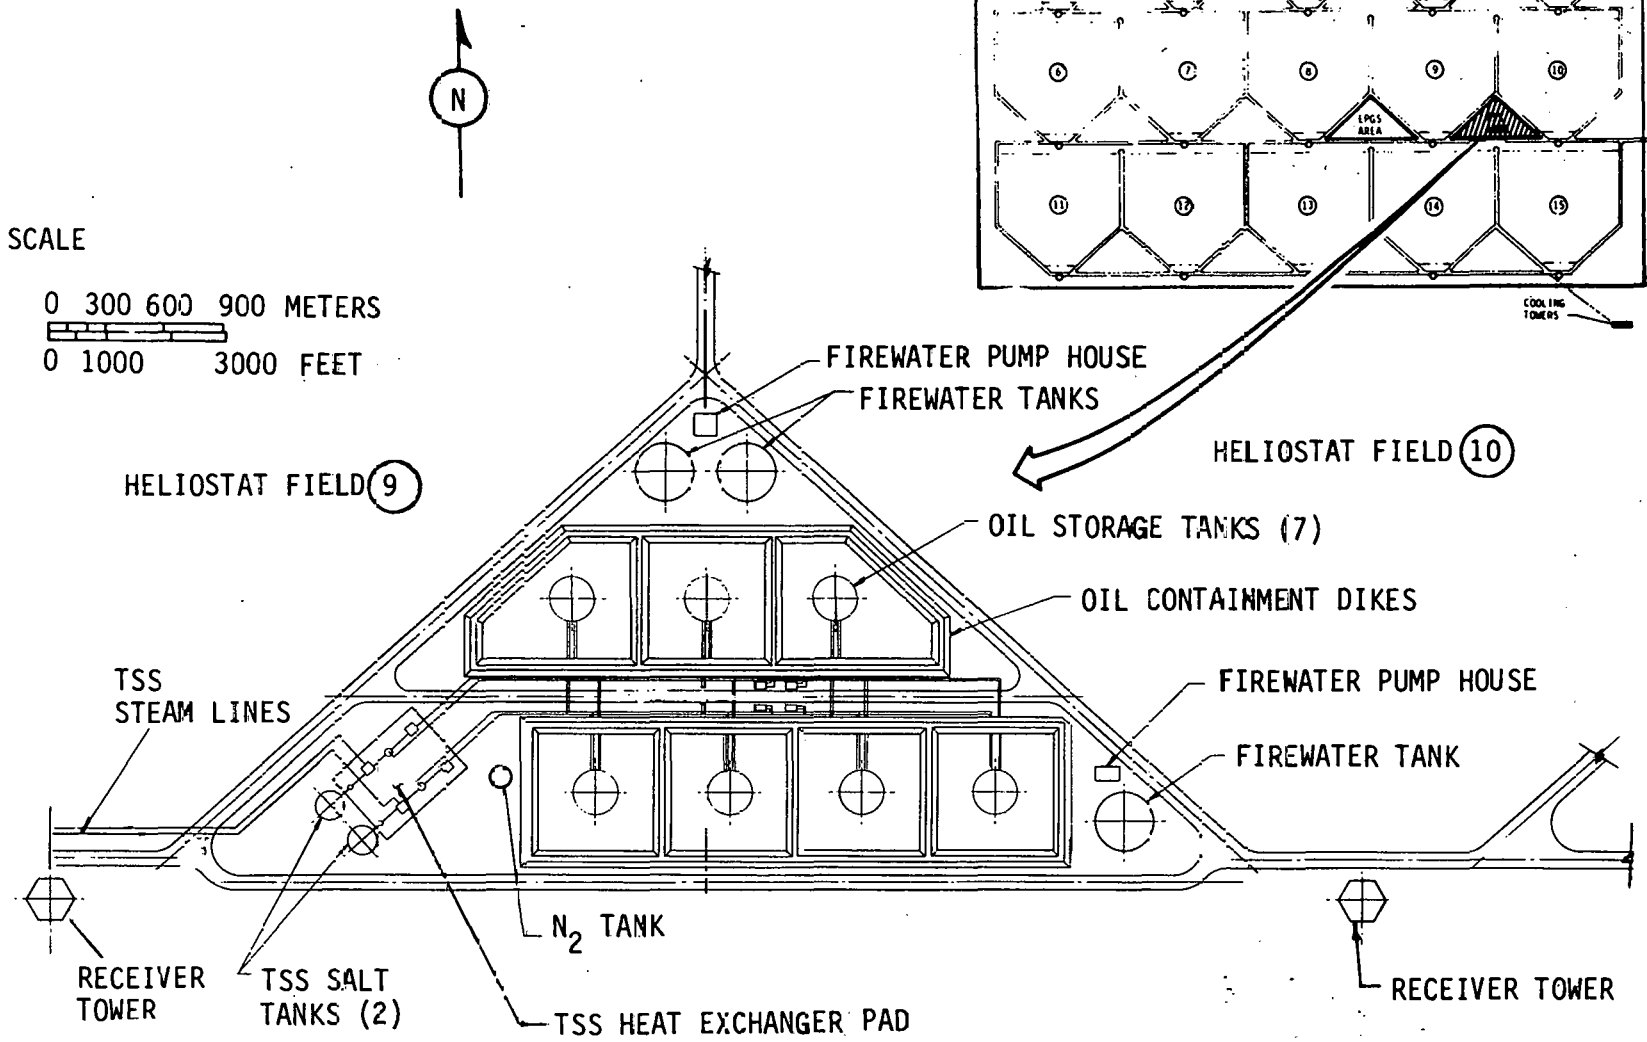 N
6
7
8
9
10
EPGS
AREA
11
12
13
14
15
COOLING
TOWERS
SCALE
0 300 600 900 METERS
0 1000 3000 FEET
FIREWATER PUMP HOUSE
FIREWATER TANKS
HELIOSTAT FIELD 9
HELIOSTAT FIELD 10
OIL STORAGE TANKS (7)
OIL CONTAINMENT DIKES
TSS
STEAM LINES
FIREWATER PUMP HOUSE
FIREWATER TANK
N2 TANK
RECEIVER
TOWER
TSS SALT
TANKS (2)
TSS HEAT EXCHANGER PAD
RECEIVER TOWER